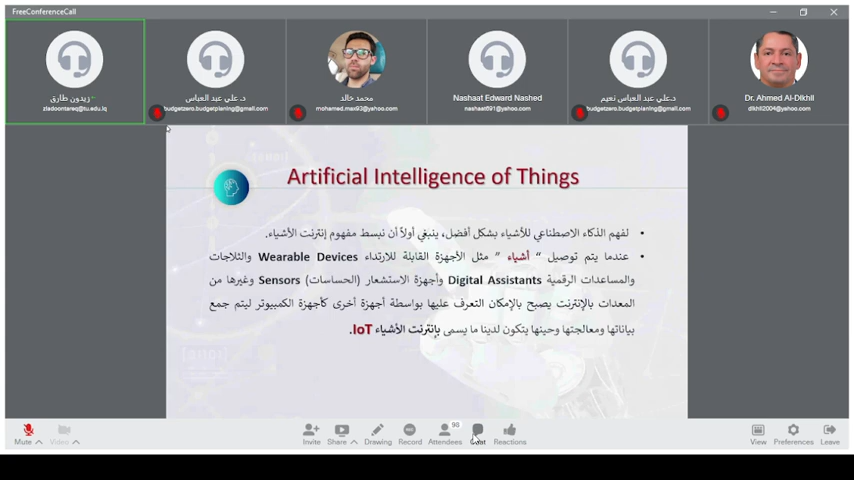 FreeConferenceCall
زيدون طارق
ziadoontareq@tu.edu.iq
د. علي عبد العباس
budgetzero.budgetplaning@gmail.com
محمد خالد
mohamed.max93@yahoo.com
Nashaat Edward Nashed
nashaat691@yahoo.com
د.علي عبد العباس نعيم
budgetzero.budgetplaning@gmail.com
Dr. Ahmed Al-Dikhil
dikhil2004@yahoo.com
Artificial Intelligence of Things
• لفهم الذكاء الاصطناعي للأشياء بشكل أفضل، ينبغي أولاً أن نبسط مفهوم إنترنت الأشياء.
• عندما يتم توصيل " أشياء " مثل الأجهزة القابلة للارتداء Wearable Devices والثلاجات
والمساعدات الرقمية Digital Assistants وأجهزة الاستشعار (الحساسات) Sensors وغيرها من
المعدات بالإنترنت يصبح بالإمكان التعرف عليها بواسطة أجهزة أخرى كأجهزة الكمبيوتر ليتم جمع
بياناتها ومعالجتها وحينها يتكون لدينا ما يسمى بإنترنت الأشياء IoT.
98
Mute Video Invite Share Drawing Record Attendees Chat Reactions View Preferences Leave